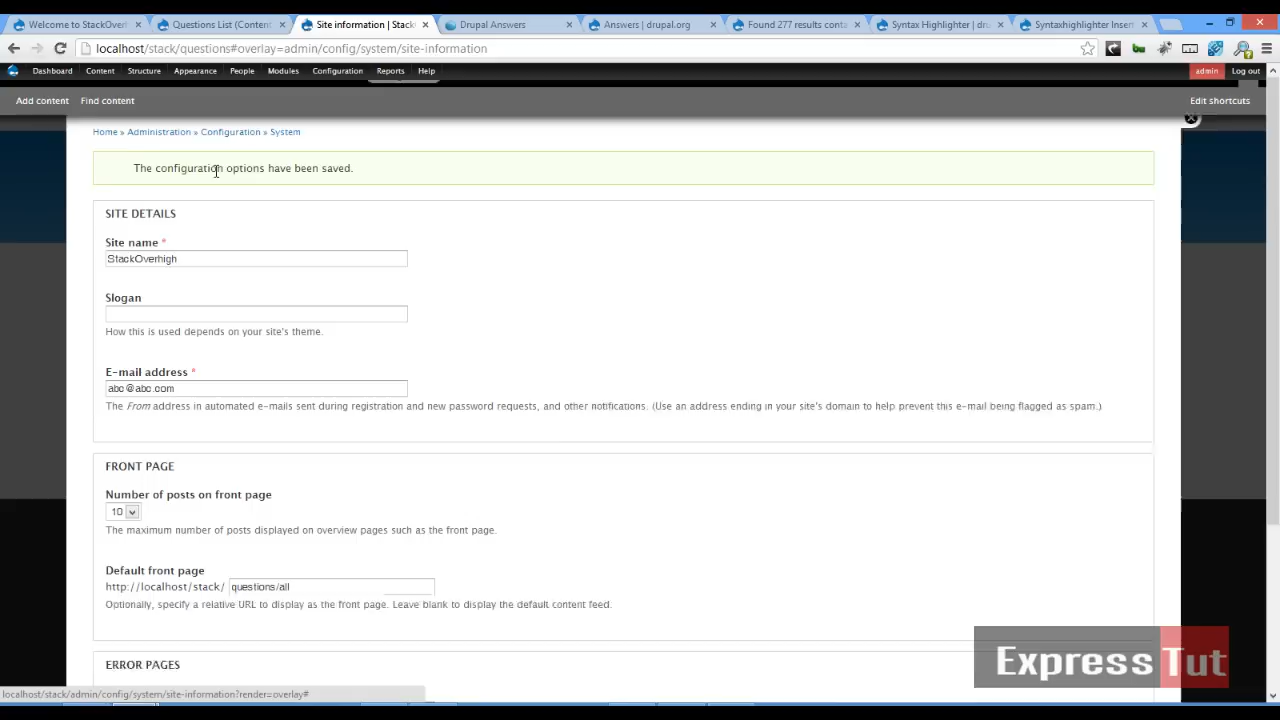 Welcome to StackOverh
Questions List (Content
Site information | Stack
Drupal Answers
Answers | drupal.org
Found 277 results cont
Syntax Highlighter | dru
Syntaxhighlighter Inser
localhost/stack/questions#overlay=admin/config/system/site-information
Dashboard Content Structure Appearance People Modules Configuration Reports Help admin Log out
Add content Find content Edit shortcuts
Home » Administration » Configuration » System
The configuration options have been saved.
SITE DETAILS
Site name *
StackOverhigh
Slogan
How this is used depends on your site's theme.
E-mail address *
abc@abc.com
The From address in automated e-mails sent during registration and new password requests, and other notifications. (Use an address ending in your site's domain to help prevent this e-mail being flagged as spam.)
FRONT PAGE
Number of posts on front page
10
The maximum number of posts displayed on overview pages such as the front page.
Default front page
http://localhost/stack/ questions/all
Optionally, specify a relative URL to display as the front page. Leave blank to display the default content feed.
ERROR PAGES
Express Tut
localhost/stack/admin/config/system/site-information?render=overlay#